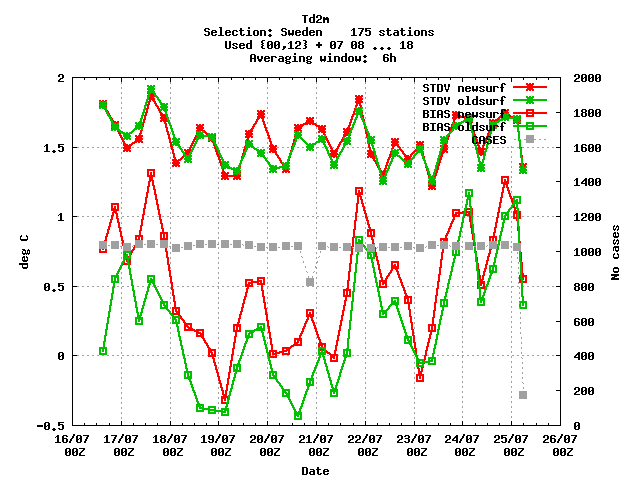 Td2m
Selection: Sweden 175 stations
Used {00,12} + 07 08 ... 18
Averaging window: 6h
STDV newsurf
STDV oldsurf
BIAS newsurf
BIAS oldsurf
CASES
2
1.5
1
0.5
0
-0.5
deg C
2000
1800
1600
1400
1200
1000
800
600
400
200
0
No cases
16/07 17/07 18/07 19/07 20/07 21/07 22/07 23/07 24/07 25/07 26/07
00Z 00Z 00Z 00Z 00Z 00Z 00Z 00Z 00Z 00Z 00Z
Date